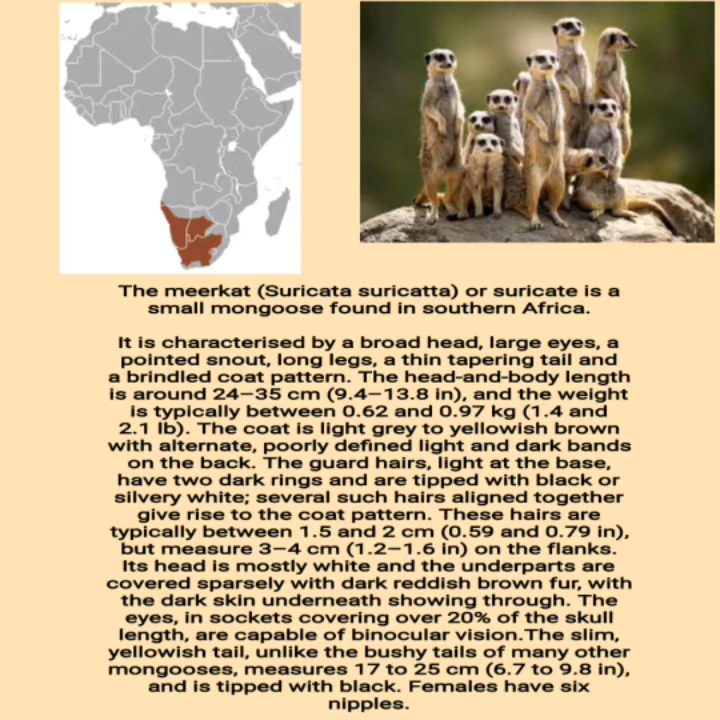 The meerkat (Suricata suricatta) or suricate is a
small mongoose found in southern Africa.
It is characterised by a broad head, large eyes, a
pointed snout, long legs, a thin tapering tail and
a brindled coat pattern. The head-and-body length
is around 24–35 cm (9.4–13.8 in), and the weight
is typically between 0.62 and 0.97 kg (1.4 and
2.1 lb). The coat is light grey to yellowish brown
with alternate, poorly defined light and dark bands
on the back. The guard hairs, light at the base,
have two dark rings and are tipped with black or
silvery white; several such hairs aligned together
give rise to the coat pattern. These hairs are
typically between 1.5 and 2 cm (0.59 and 0.79 in),
but measure 3–4 cm (1.2–1.6 in) on the flanks.
Its head is mostly white and the underparts are
covered sparsely with dark reddish brown fur, with
the dark skin underneath showing through. The
eyes, in sockets covering over 20% of the skull
length, are capable of binocular vision.The slim,
yellowish tail, unlike the bushy tails of many other
mongooses, measures 17 to 25 cm (6.7 to 9.8 in),
and is tipped with black. Females have six
nipples.